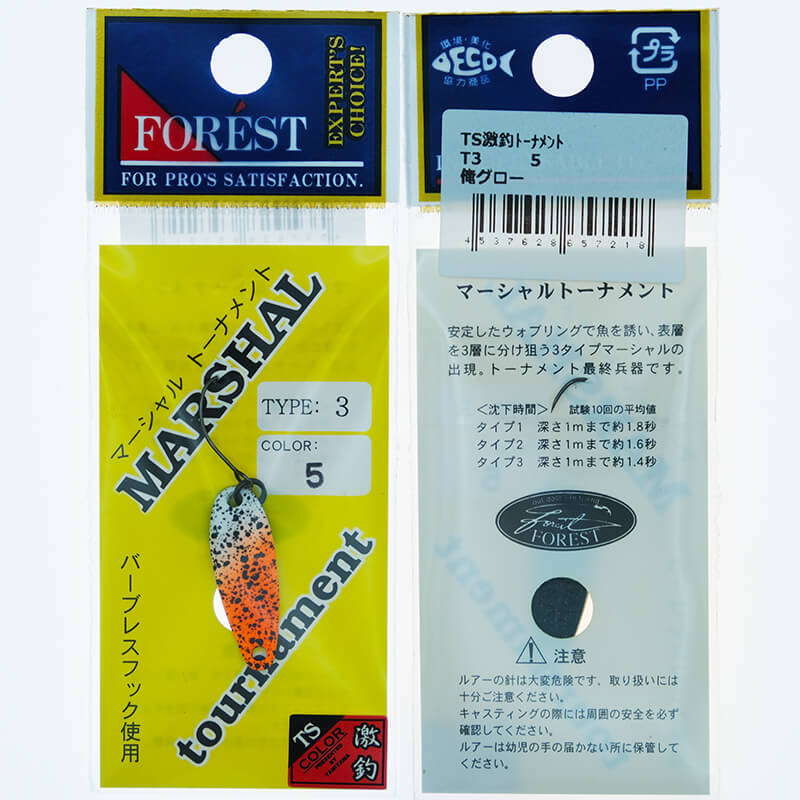 FORÉST
EXPERT'S
CHOICE!
FOR PRO'S SATISFACTION.
マーシャル トーナメント
MARSHAL
TYPE: 3
COLOR:
5
tournament
バーブレスフック使用
TS
COLOR
PRESENTED
BY
激釣
環境・美化
ECO
協力商品
プラ
PP
TS激釣トーナメント
T3 5
俺グロー
4537628657218
マーシャルトーナメント
安定したウォブリングで魚を誘い、表層
を3層に分け狙う3タイプマーシャルの
出現。トーナメント最終兵器です。
＜沈下時間＞ 試験10回の平均値
タイプ1 深さ1mまで約1.8秒
タイプ2 深さ1mまで約1.6秒
タイプ3 深さ1mまで約1.4秒
Forest
FOREST
注意
ルアーの針は大変危険です、取り扱いには
十分ご注意ください。
キャスティングの際には周囲の安全を必ず
確認してください。
ルアーは幼児の手の届かない所に保管して
ください。